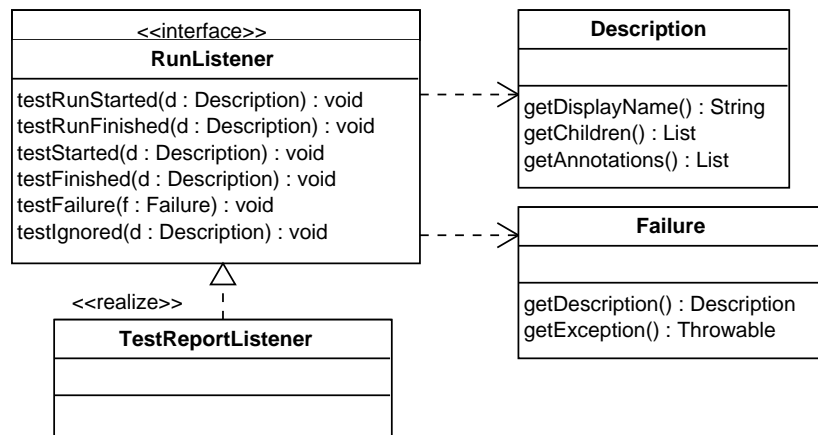 <<interface>>
RunListener
testRunStarted(d : Description) : void
testRunFinished(d : Description) : void
testStarted(d : Description) : void
testFinished(d : Description) : void
testFailure(f : Failure) : void
testIgnored(d : Description) : void
Description
getDisplayName() : String
getChildren() : List
getAnnotations() : List
Failure
getDescription() : Description
getException() : Throwable
<<realize>>
TestReportListener